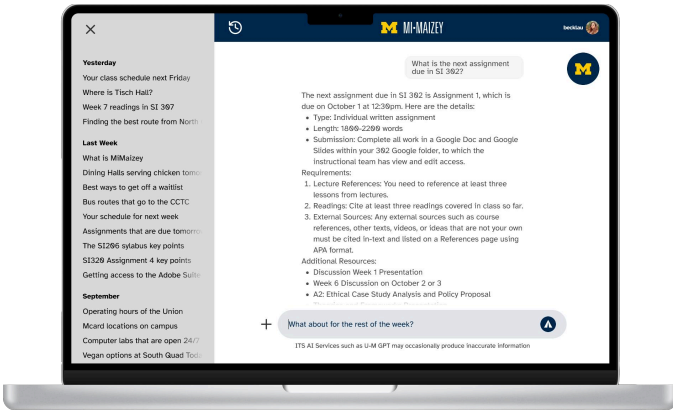 MI-MAIZEY
becklau
Yesterday
Your class schedule next Friday
Where is Tisch Hall?
Week 7 readings in SI 307
Finding the best route from North
Last Week
What is MiMaizey
Dining Halls serving chicken tomor
Best ways to get off a waitlist
Bus routes that go to the CCTC
Your schedule for next week
Assignments that are due tomorro
The SI206 sylabus key points
SI320 Assignment 4 key points
Getting access to the Adobe Suite
September
Operating hours of the Union
Mcard locations on campus
Computer labs that are open 24/7
Vegan options at South Quad Toda
What is the next assignment
due in SI 302?
M
The next assignment due in SI 302 is Assignment 1, which is
due on October 1 at 12:30pm. Here are the details:
• Type: Individual written assignment
• Length: 1800-2200 words
• Submission: Complete all work in a Google Doc and Google
Slides within your 302 Google folder, to which the
instructional team has view and edit access.
Requirements:
1. Lecture References: You need to reference at least three
lessons from lectures.
2. Readings: Cite at least three readings covered in class so far.
3. External Sources: Any external sources such as course
references, other texts, videos, or ideas that are not your own
must be cited in-text and listed on a References page using
APA format.
Additional Resources:
• Discussion Week 1 Presentation
• Week 6 Discussion on October 2 or 3
• A2: Ethical Case Study Analysis and Policy Proposal
What about for the rest of the week?
ITS AI Services such as U-M GPT may occasionally produce inaccurate information